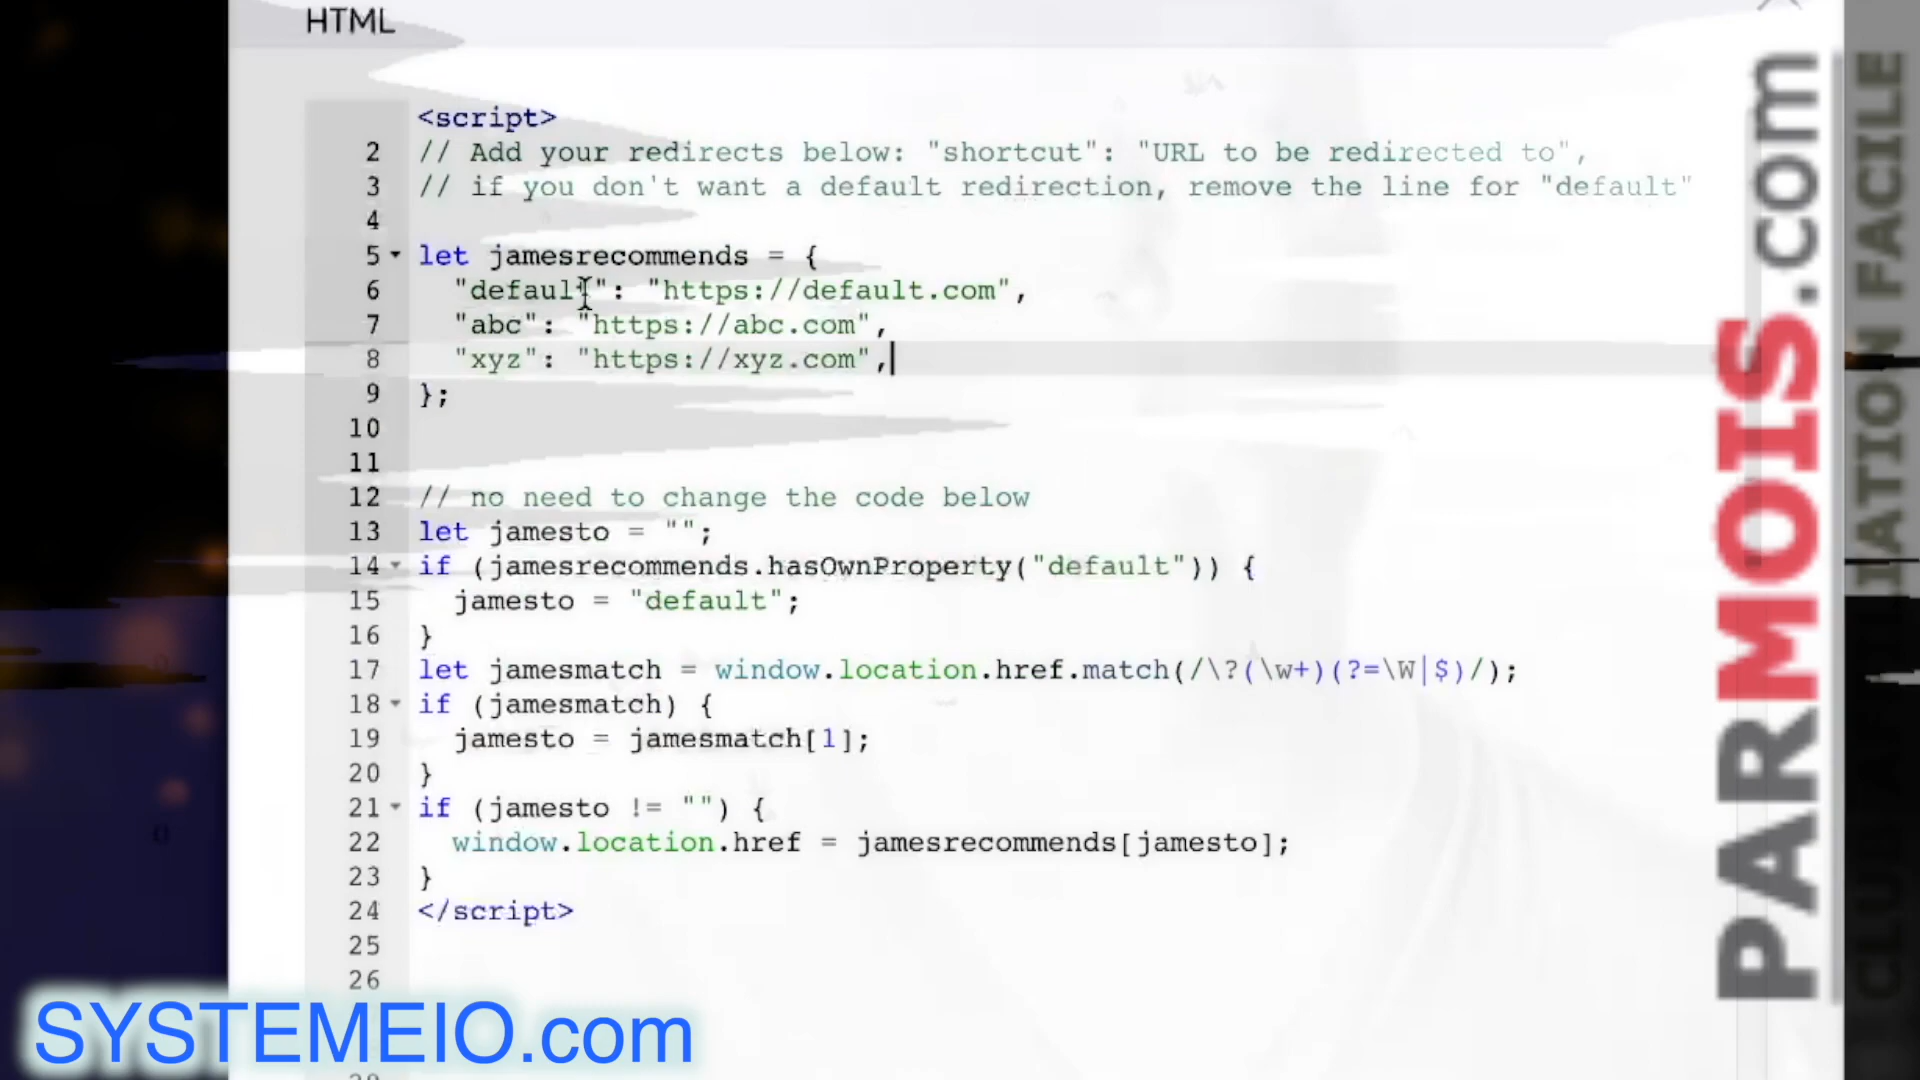 HTML
<script>
2 // Add your redirects below: "shortcut": "URL to be redirected to",
3 // if you don't want a default redirection, remove the line for "default"
4
5 let jamesrecommends = {
6 "default": "https://default.com",
7 "abc": "https://abc.com",
8 "xyz": "https://xyz.com",
9 };
10
11
12 // no need to change the code below
13 let jamesto = "";
14 if (jamesrecommends.hasOwnProperty("default")) {
15 jamesto = "default";
16 }
17 let jamesmatch = window.location.href.match(/\?(\w+)(?=\W|$)/);
18 if (jamesmatch) {
19 jamesto = jamesmatch[1];
20 }
21 if (jamesto != "") {
22 window.location.href = jamesrecommends[jamesto];
23 }
24 </script>
25
26
SYSTEMEIO.com
PARMOIS.com
FACILE